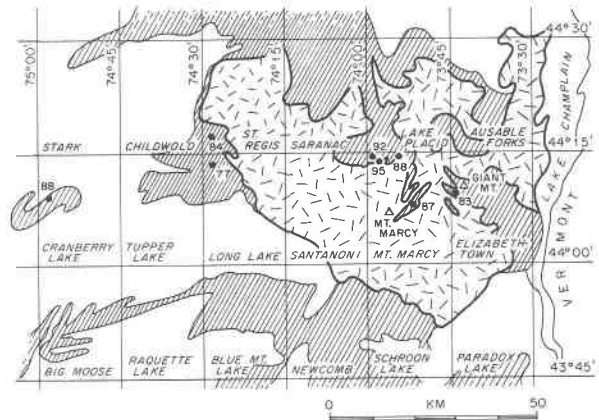 75°00'
74°45'
74°30'
74°15'
74°00'
73°45'
73°30'
44°30'
LAKE CHAMPLAIN
VERMONT
STARK
CHILDWOLD
84
ST. REGIS
SARANAC
92
LAKE PLACID
AUSABLE FORKS
44°15'
77
95
88
GIANT MT.
88
87
83
MT. MARCY
CRANBERRY LAKE
TUPPER LAKE
LONG LAKE
SANTANONI
MT. MARCY
ELIZABETH-TOWN
44°00'
BIG MOOSE
RAQUETTE LAKE
BLUE MT. LAKE
NEWCOMB
SCHROON LAKE
PARADOX LAKE
43°45'
0 KM 50